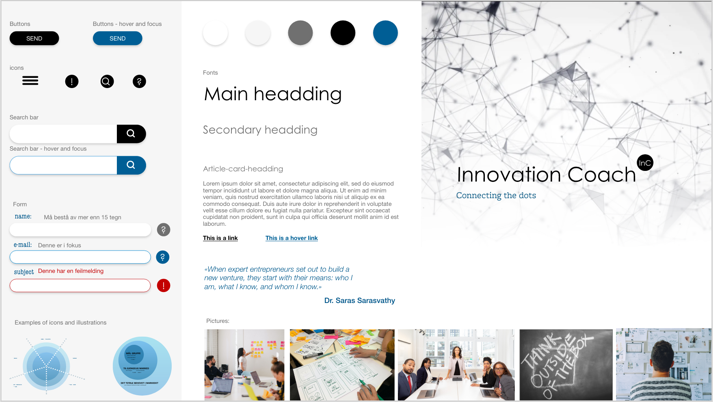 Buttons
SEND
Buttons - hover and focus
SEND
icons
Search bar
Search bar - hover and focus
Form
name:
Må bestå av mer enn 15 tegn
e-mail:
Denne er i fokus
subject
Denne har en feilmelding
Examples of icons and illustrations
Fonts
Main headding
Secondary headding
Article-card-headding
Lorem ipsum dolor sit amet, consectetur adipiscing elit, sed do eiusmod
tempor incididunt ut labore et dolore magna aliqua. Ut enim ad minim
veniam, quis nostrud exercitation ullamco laboris nisi ut aliquip ex ea
commodo consequat. Duis aute irure dolor in reprehenderit in voluptate
velit esse cillum dolore eu fugiat nulla pariatur. Excepteur sint occaecat
cupidatat non proident, sunt in culpa qui officia deserunt mollit anim id est
laborum.
This is a link
This is a hover link
«When expert entrepreneurs set out to build a
new venture, they start with their means: who I
am, what I know, and whom I know.»
Dr. Saras Sarasvathy
Pictures:
THINK
OUTSIDE
OF THE
BOX
Innovation Coach
InC
Connecting the dots